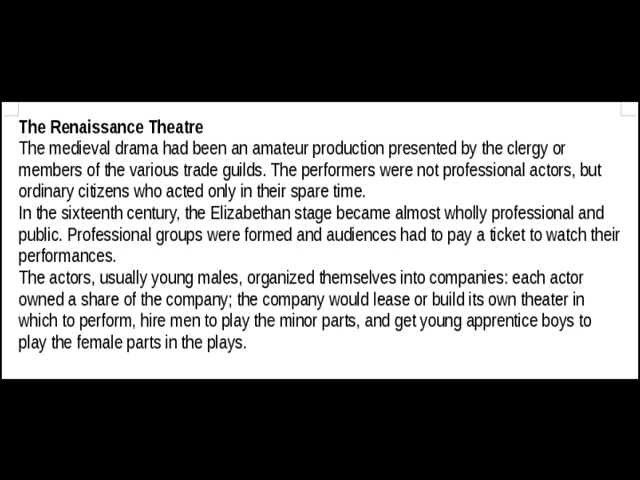 The Renaissance Theatre
The medieval drama had been an amateur production presented by the clergy or
members of the various trade guilds. The performers were not professional actors, but
ordinary citizens who acted only in their spare time.
In the sixteenth century, the Elizabethan stage became almost wholly professional and
public. Professional groups were formed and audiences had to pay a ticket to watch their
performances.
The actors, usually young males, organized themselves into companies: each actor
owned a share of the company; the company would lease or build its own theater in
which to perform, hire men to play the minor parts, and get young apprentice boys to
play the female parts in the plays.